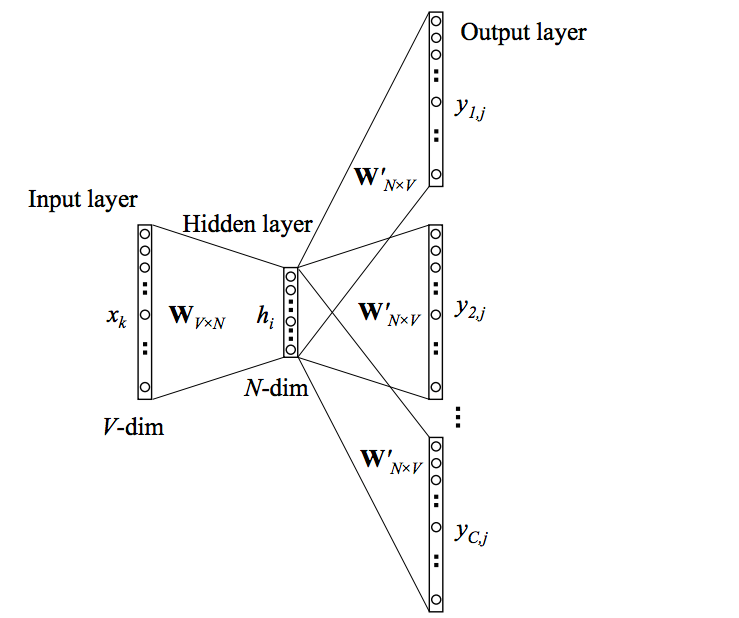 Output layer
y1,j
W'N×V
Input layer
Hidden layer
xk
WV×N
hi
W'N×V
y2,j
N-dim
V-dim
W'N×V
yC,j